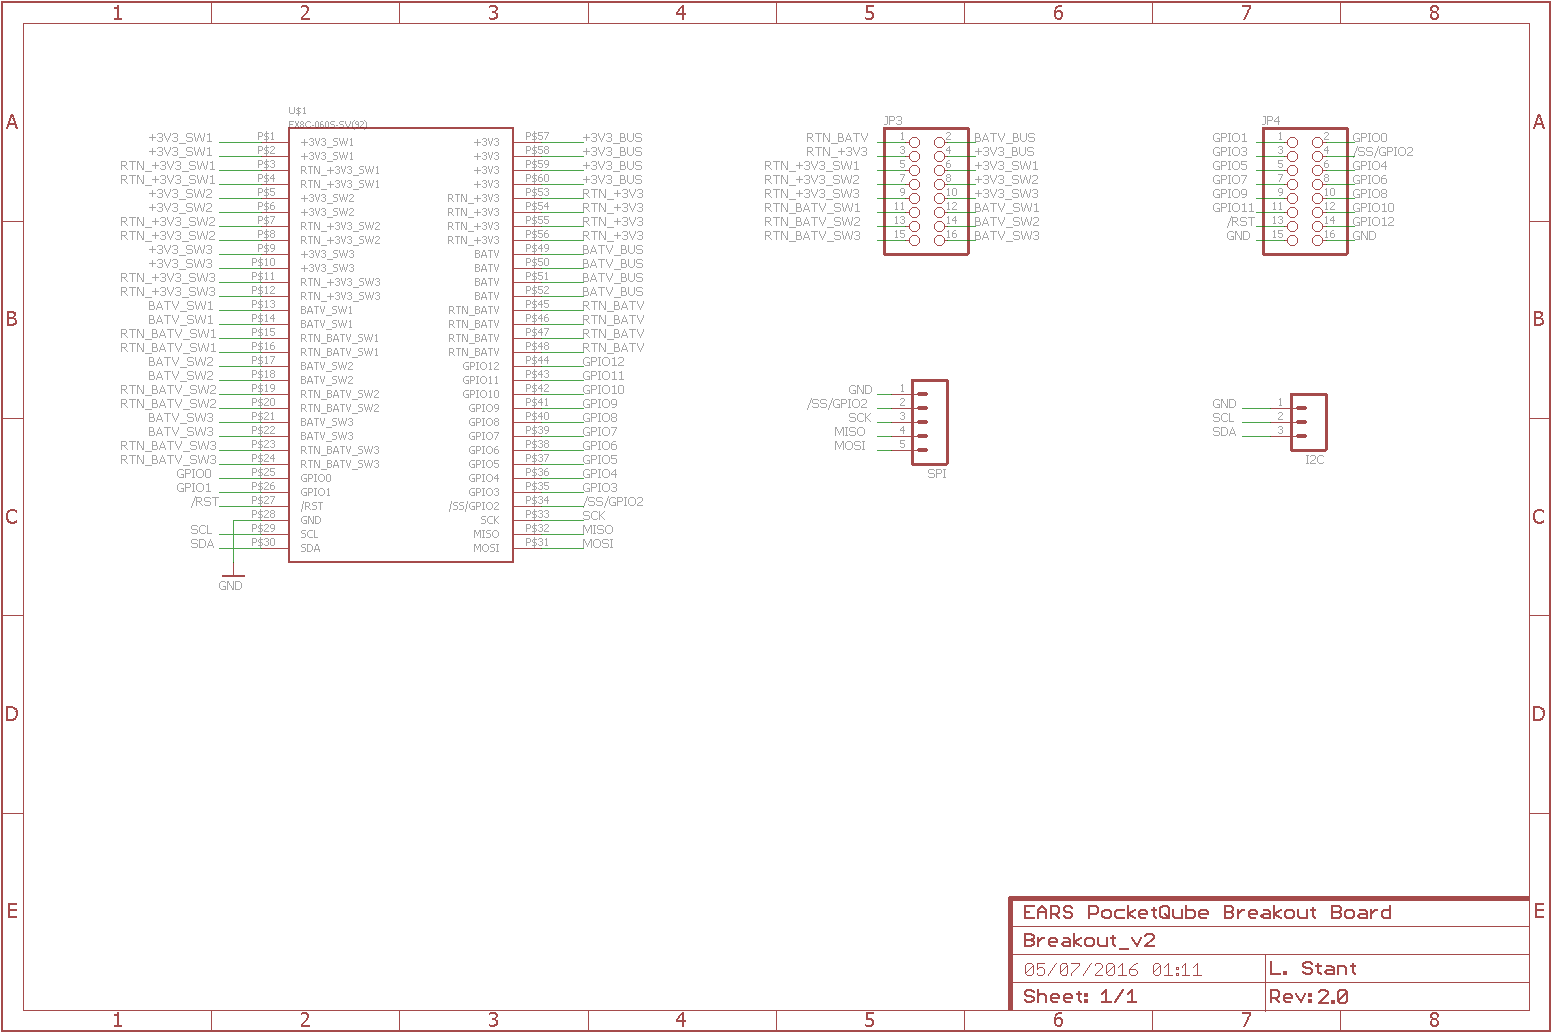 1 2 3 4 5 6 7 8
A A
B B
C C
D D
E E
U$1
FX8C-060S-SV(92)
+3V3_SW1 P$1 +3V3_SW1 +3V3 P$57 +3V3_BUS
+3V3_SW1 P$2 +3V3_SW1 +3V3 P$58 +3V3_BUS
RTN_+3V3_SW1 P$3 RTN_+3V3_SW1 +3V3 P$59 +3V3_BUS
RTN_+3V3_SW1 P$4 RTN_+3V3_SW1 +3V3 P$60 +3V3_BUS
+3V3_SW2 P$5 +3V3_SW2 RTN_+3V3 P$53 RTN_+3V3
+3V3_SW2 P$6 +3V3_SW2 RTN_+3V3 P$54 RTN_+3V3
RTN_+3V3_SW2 P$7 RTN_+3V3_SW2 RTN_+3V3 P$55 RTN_+3V3
RTN_+3V3_SW2 P$8 RTN_+3V3_SW2 RTN_+3V3 P$56 RTN_+3V3
+3V3_SW3 P$9 +3V3_SW3 BATV P$49 BATV_BUS
+3V3_SW3 P$10 +3V3_SW3 BATV P$50 BATV_BUS
RTN_+3V3_SW3 P$11 RTN_+3V3_SW3 BATV P$51 BATV_BUS
RTN_+3V3_SW3 P$12 RTN_+3V3_SW3 BATV P$52 BATV_BUS
BATV_SW1 P$13 BATV_SW1 RTN_BATV P$45 RTN_BATV
BATV_SW1 P$14 BATV_SW1 RTN_BATV P$46 RTN_BATV
RTN_BATV_SW1 P$15 RTN_BATV_SW1 RTN_BATV P$47 RTN_BATV
RTN_BATV_SW1 P$16 RTN_BATV_SW1 RTN_BATV P$48 RTN_BATV
BATV_SW2 P$17 BATV_SW2 GPIO12 P$44 GPIO12
BATV_SW2 P$18 BATV_SW2 GPIO11 P$43 GPIO11
RTN_BATV_SW2 P$19 RTN_BATV_SW2 GPIO10 P$42 GPIO10
RTN_BATV_SW2 P$20 RTN_BATV_SW2 GPIO9 P$41 GPIO9
BATV_SW3 P$21 BATV_SW3 GPIO8 P$40 GPIO8
BATV_SW3 P$22 BATV_SW3 GPIO7 P$39 GPIO7
RTN_BATV_SW3 P$23 RTN_BATV_SW3 GPIO6 P$38 GPIO6
RTN_BATV_SW3 P$24 RTN_BATV_SW3 GPIO5 P$37 GPIO5
GPIO0 P$25 GPIO0 GPIO4 P$36 GPIO4
GPIO1 P$26 GPIO1 GPIO3 P$35 GPIO3
/RST P$27 /RST /SS/GPIO2 P$34 /SS/GPIO2
P$28 GND SCK P$33 SCK
SCL P$29 SCL MISO P$32 MISO
SDA P$30 SDA MOSI P$31 MOSI
GND
JP3
RTN_BATV 1 2 BATV_BUS
RTN_+3V3 3 4 +3V3_BUS
RTN_+3V3_SW1 5 6 +3V3_SW1
RTN_+3V3_SW2 7 8 +3V3_SW2
RTN_+3V3_SW3 9 10 +3V3_SW3
RTN_BATV_SW1 11 12 BATV_SW1
RTN_BATV_SW2 13 14 BATV_SW2
RTN_BATV_SW3 15 16 BATV_SW3
JP4
GPIO1 1 2 GPIO0
GPIO3 3 4 /SS/GPIO2
GPIO5 5 6 GPIO4
GPIO7 7 8 GPIO6
GPIO9 9 10 GPIO8
GPIO11 11 12 GPIO10
/RST 13 14 GPIO12
GND 15 16 GND
GND 1
/SS/GPIO2 2
SCK 3
MISO 4
MOSI 5
SPI
GND 1
SCL 2
SDA 3
I2C
EARS PocketQube Breakout Board
Breakout_v2
05/07/2016 01:11 L. Stant
Sheet: 1/1 Rev: 2.0
1 2 3 4 5 6 7 8